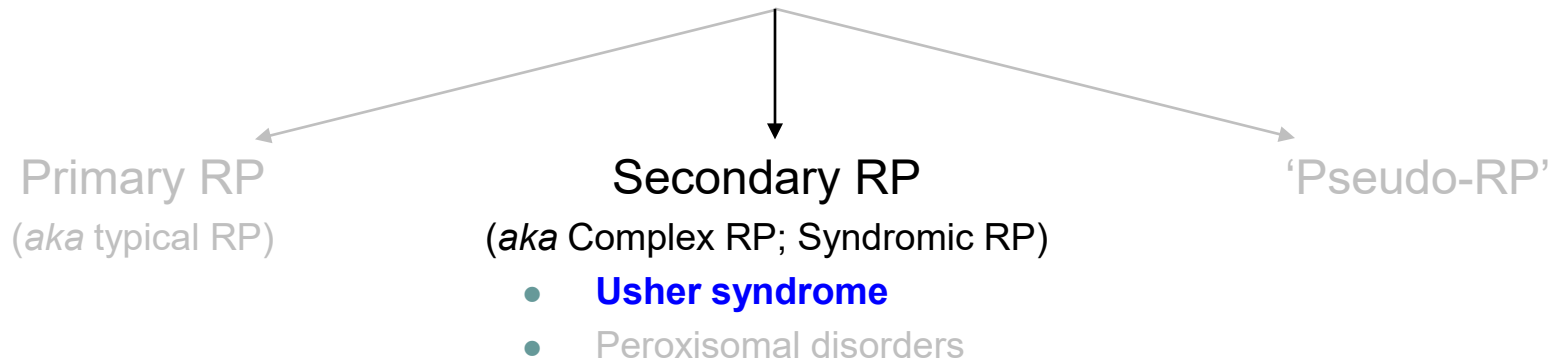 Primary RP
(aka typical RP)
Secondary RP
(aka Complex RP; Syndromic RP)
● Usher syndrome
● Peroxisomal disorders
‘Pseudo-RP’